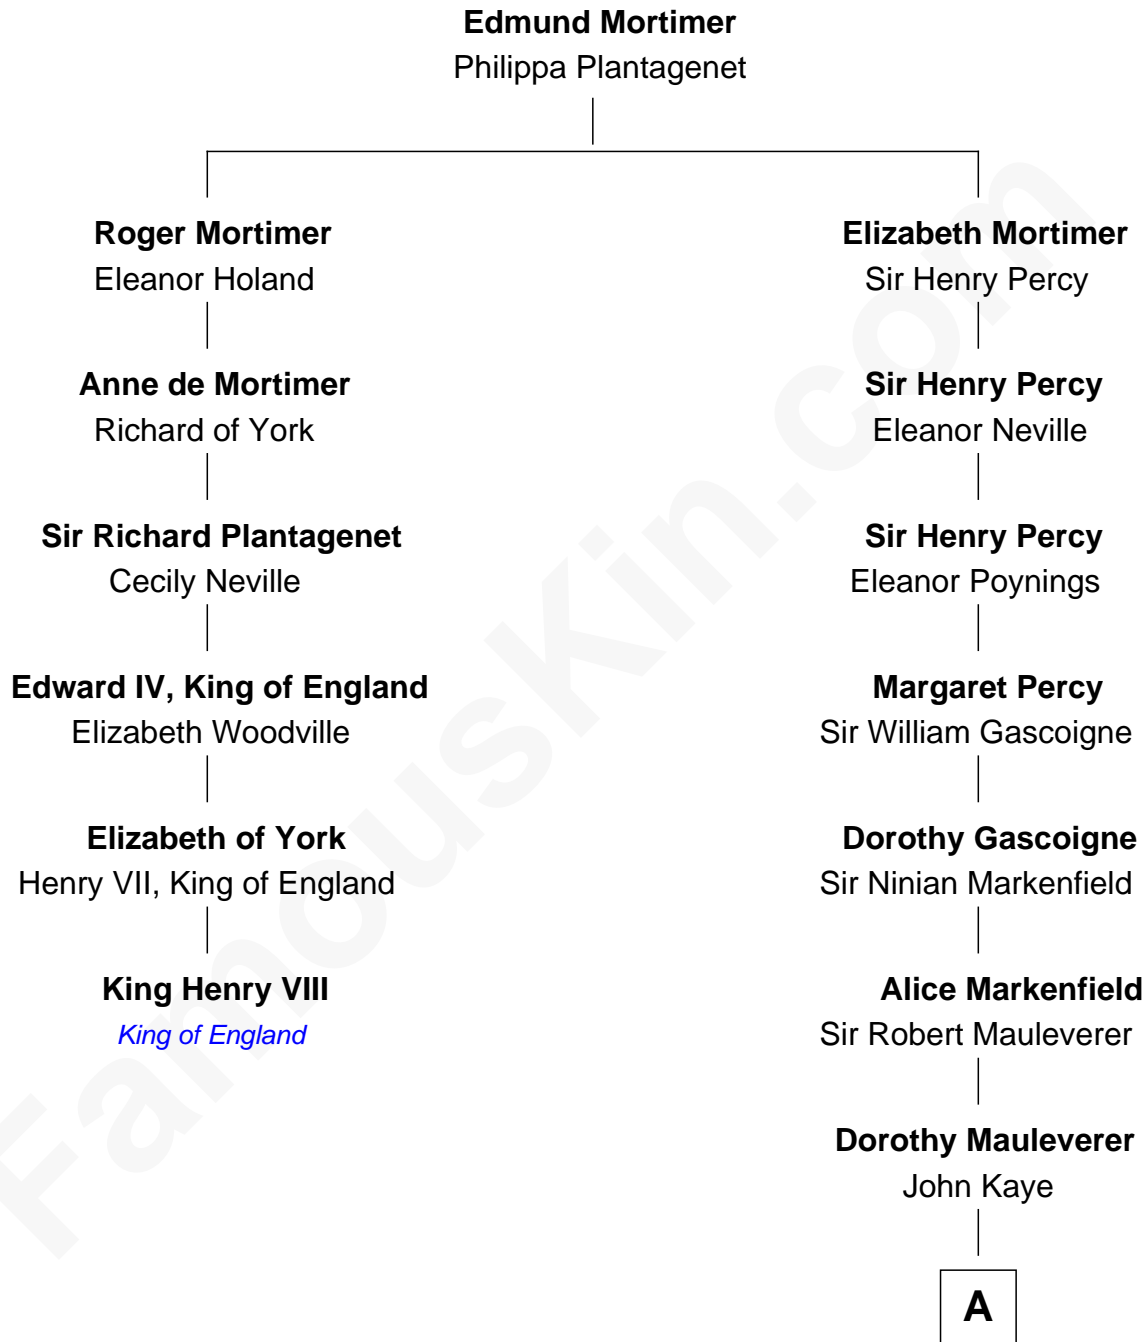 Edmund Mortimer
Philippa Plantagenet
Roger Mortimer
Eleanor Holand
Anne de Mortimer
Richard of York
Sir Richard Plantagenet
Cecily Neville
Edward IV, King of England
Elizabeth Woodville
Elizabeth of York
Henry VII, King of England
King Henry VIII
King of England
Elizabeth Mortimer
Sir Henry Percy
Sir Henry Percy
Eleanor Neville
Sir Henry Percy
Eleanor Poynings
Margaret Percy
Sir William Gascoigne
Dorothy Gascoigne
Sir Ninian Markenfield
Alice Markenfield
Sir Robert Mauleverer
Dorothy Mauleverer
John Kaye
A
FamousKin.com